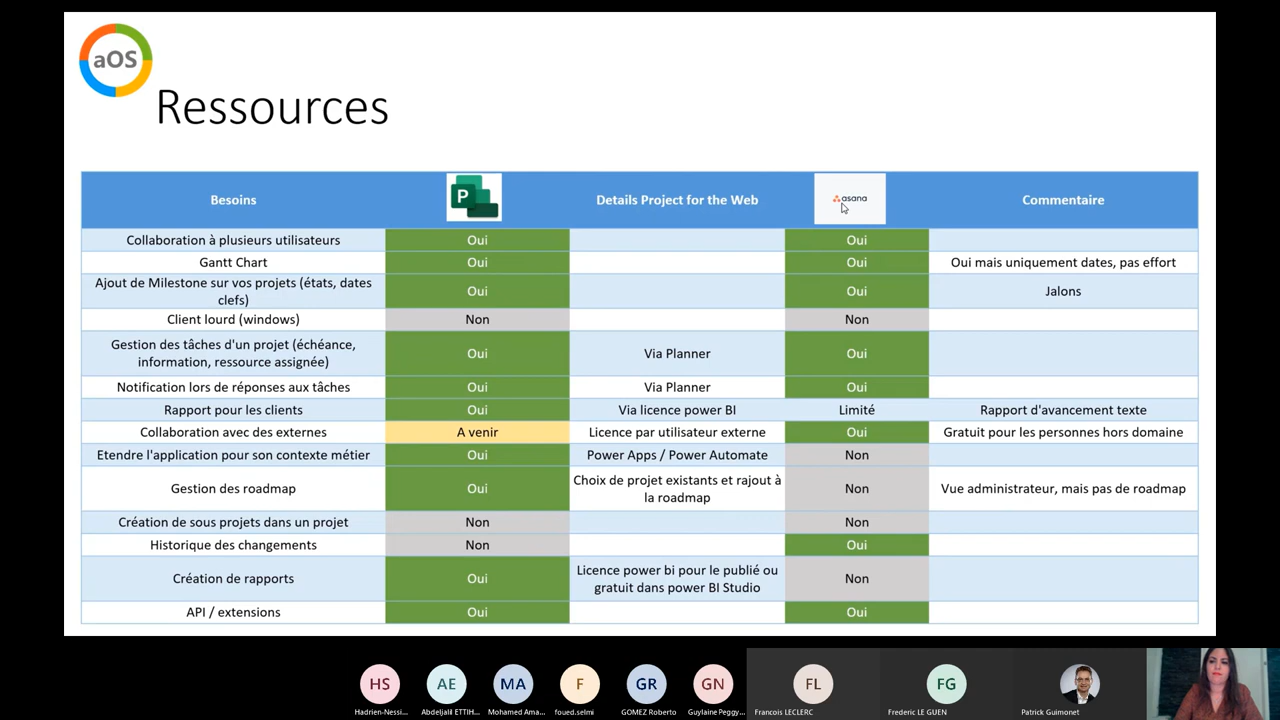 aOS
Ressources
Besoins
P
Details Project for the Web
asana
Commentaire
Collaboration à plusieurs utilisateurs
Oui
Oui
Gantt Chart
Oui
Oui
Oui mais uniquement dates, pas effort
Ajout de Milestone sur vos projets (états, dates
clefs)
Oui
Oui
Jalons
Client lourd (windows)
Non
Non
Gestion des tâches d'un projet (échéance,
information, ressource assignée)
Oui
Via Planner
Oui
Notification lors de réponses aux tâches
Oui
Via Planner
Oui
Rapport pour les clients
Oui
Via licence power BI
Limité
Rapport d'avancement texte
Collaboration avec des externes
A venir
Licence par utilisateur externe
Oui
Gratuit pour les personnes hors domaine
Etendre l'application pour son contexte métier
Oui
Power Apps / Power Automate
Non
Gestion des roadmap
Oui
Choix de projet existants et rajout à
la roadmap
Non
Vue administrateur, mais pas de roadmap
Création de sous projets dans un projet
Non
Non
Historique des changements
Non
Oui
Création de rapports
Oui
Licence power bi pour le publié ou
gratuit dans power BI Studio
Non
API / extensions
Oui
Oui
HS
AE
MA
F
GR
GN
FL
FG
Hadrien-Nessi...
Abdeljalil ETTIH...
Mohamed Ama...
foued.selmi
GOMEZ Roberto
Guylaine Peggy...
Francois LECLERC
Frederic LE GUEN
Patrick Guimonet